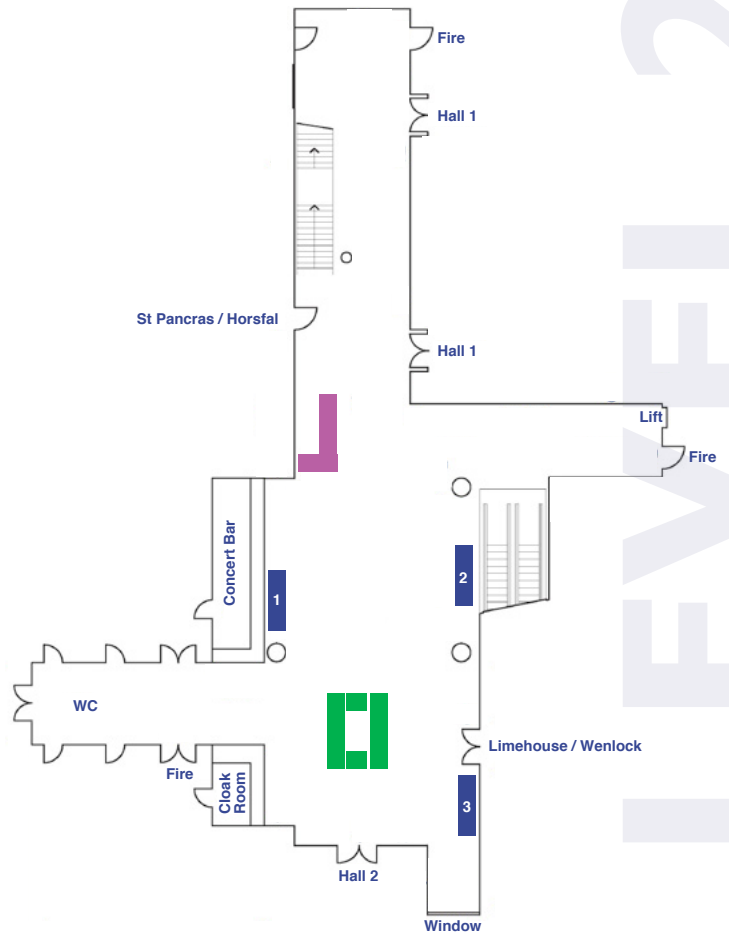 Fire
Hall 1
St Pancras / Horsfal
Hall 1
Lift
Fire
Concert Bar
1
2
WC
Limehouse / Wenlock
Fire
Cloak
Room
3
Hall 2
Window
LEVEL 2